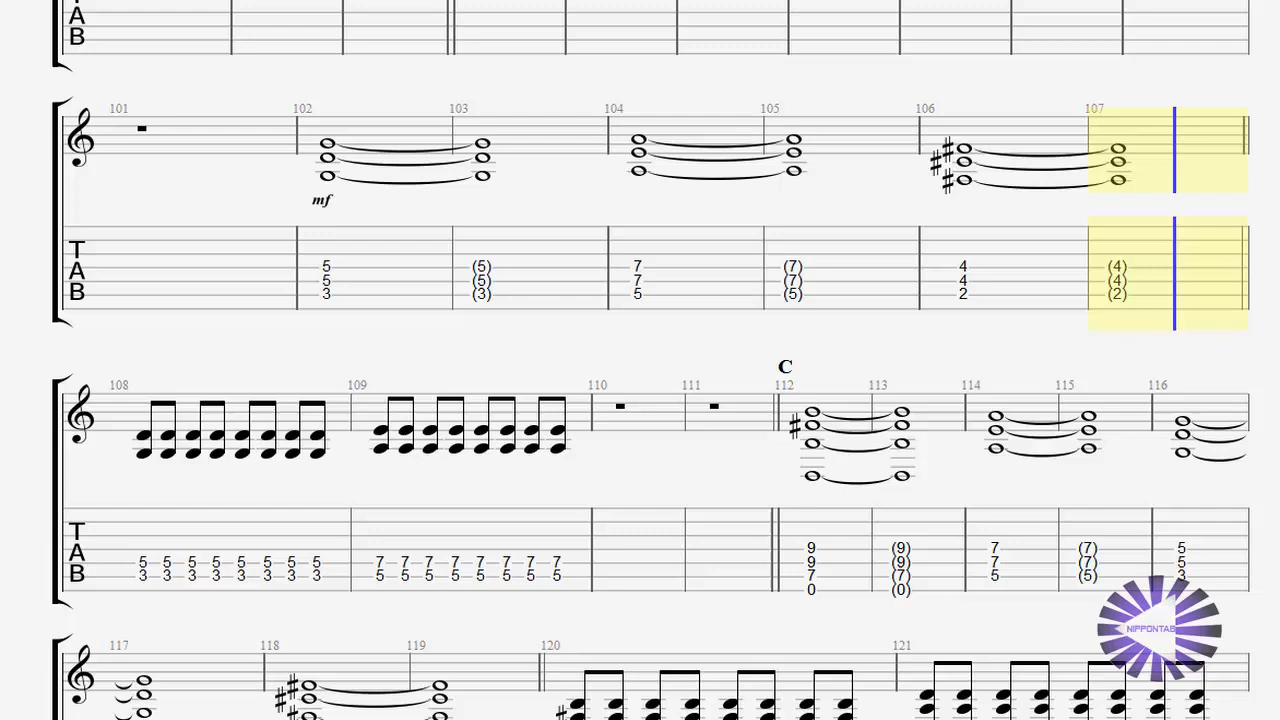 A
B
101 102 103 104 105 106 107
mf
T
A
B
5 (5) 7 (7) 4 (4)
5 (5) 7 (7) 4 (4)
3 (3) 5 (5) 2 (2)
C
108 109 110 111 112 113 114 115 116
T
A
B
9 (9) 7 (7) 5
5 5 5 5 5 5 5 5 7 7 7 7 7 7 7 7 9 (9) 7 (7) 5
3 3 3 3 3 3 3 3 5 5 5 5 5 5 5 5 7 (7) 5 (5) 3
0 (0)
NIPPONTAB
117 118 119 120 121